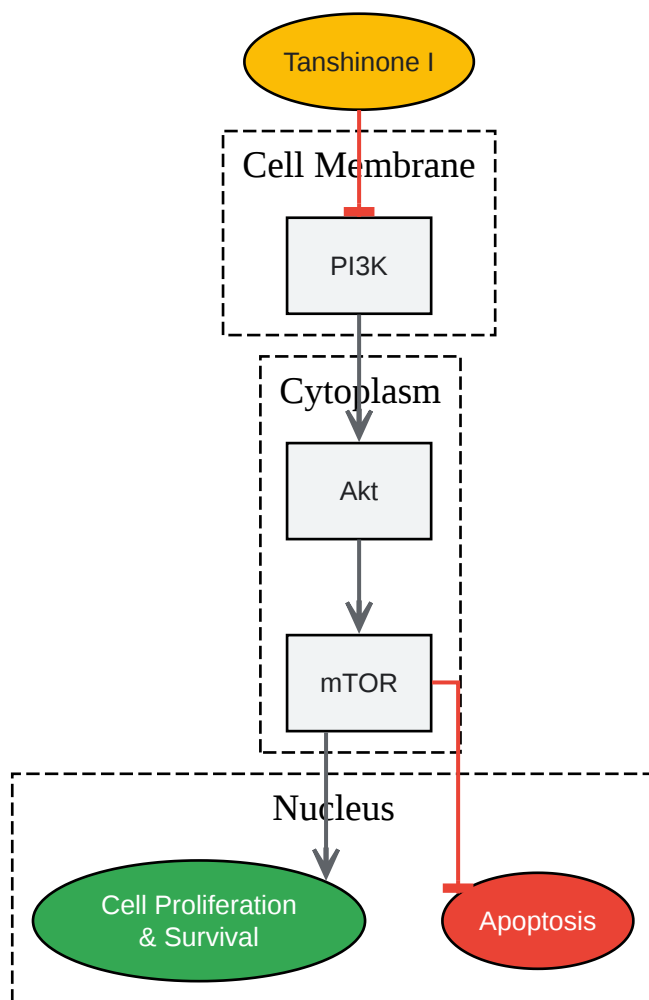 Tanshinone I
Cell Membrane
PI3K
Cytoplasm
Akt
mTOR
Nucleus
Cell Proliferation
& Survival
Apoptosis